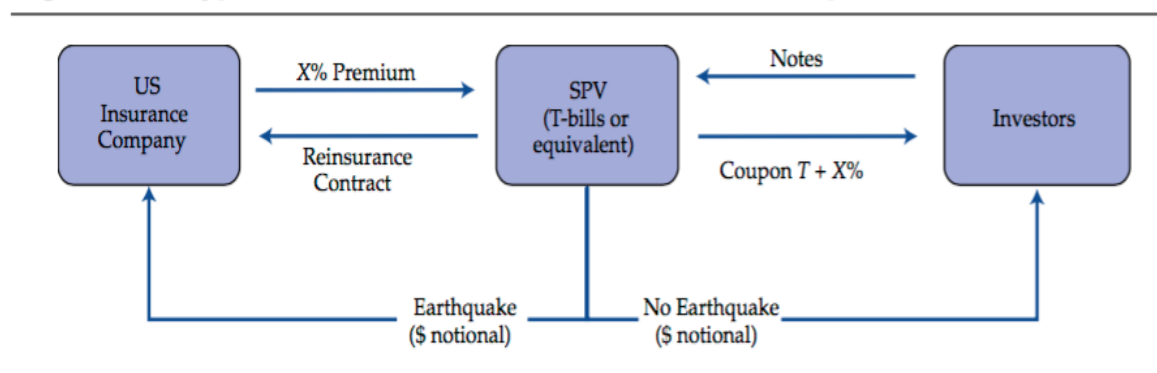 US
Insurance
Company
X% Premium
Reinsurance
Contract
SPV
(T-bills or
equivalent)
Notes
Coupon T + X%
Investors
Earthquake
($ notional)
No Earthquake
($ notional)